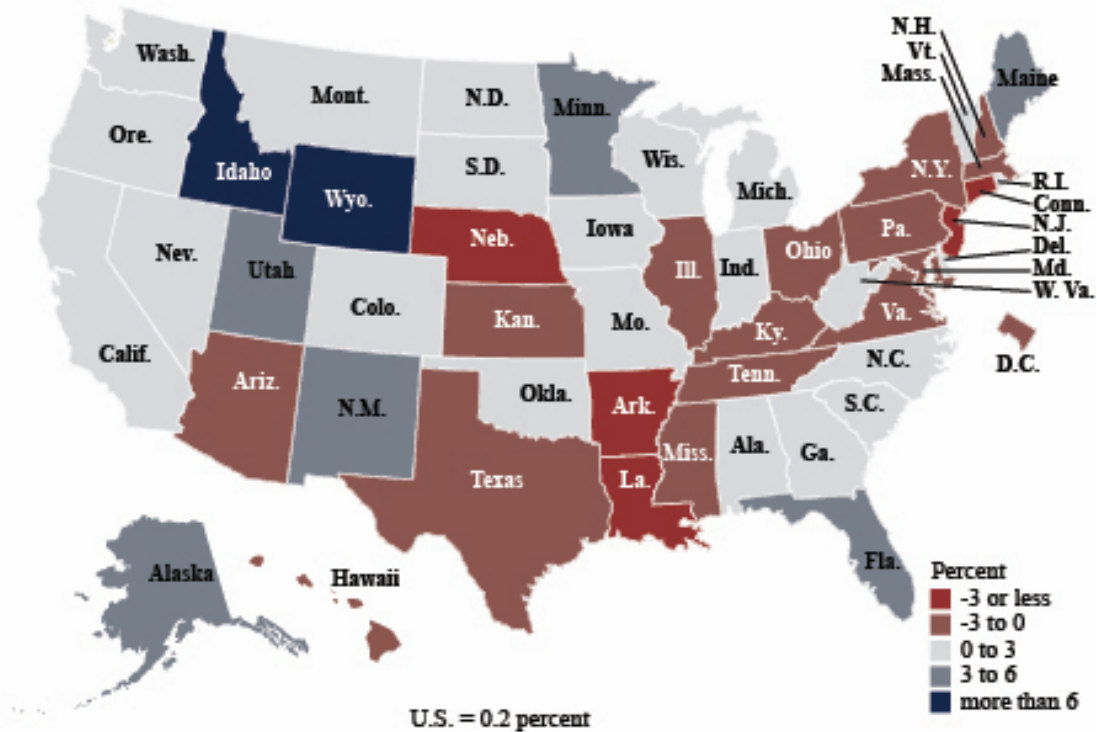 N.H.
Vt.
Mass.
Wash.
Maine
Mont.
N.D.
Minn.
Ore.
Idaho
S.D.
Wis.
Mich.
N.Y.
R.I.
Conn.
N.J.
Del.
Md.
W. Va.
Wyo.
Neb.
Iowa
Pa.
Nev.
Utah
Colo.
Ill.
Ind.
Ohio
Calif.
Kan.
Mo.
Ky.
Va.
D.C.
Ariz.
N.M.
Okla.
Ark.
Tenn.
N.C.
S.C.
Texas
La.
Miss.
Ala.
Ga.
Fla.
Alaska
Hawaii
Percent
-3 or less
-3 to 0
0 to 3
3 to 6
more than 6
U.S. = 0.2 percent